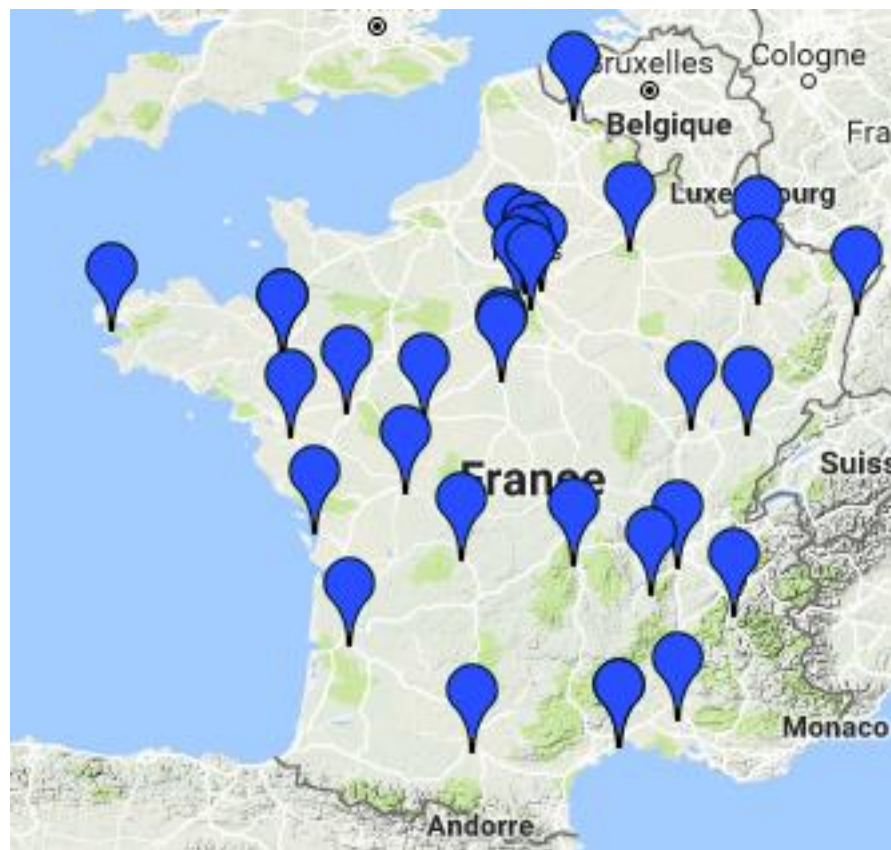 Bruxelles
Cologne
Belgique
Fra
Luxembourg
France
Suiss
Monaco
Andorre